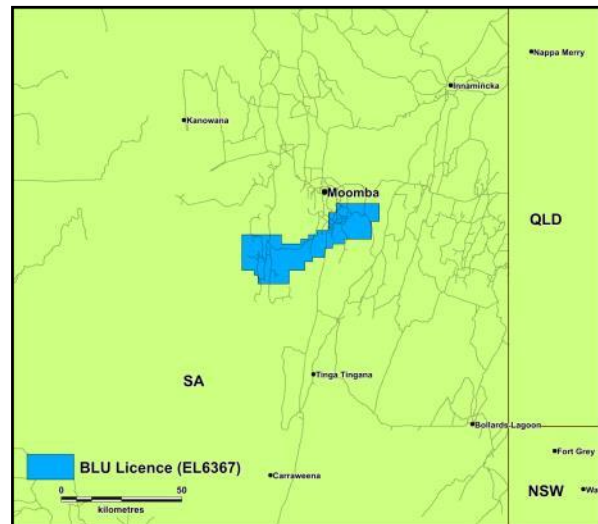 Nappa Merry
Innamincka
Kanowana
Moomba
QLD
SA
Tinga Tingana
Bollards Lagoon
Fort Grey
BLU Licence (EL6367)
Carraweena
NSW
Wa
0 50
kilometres